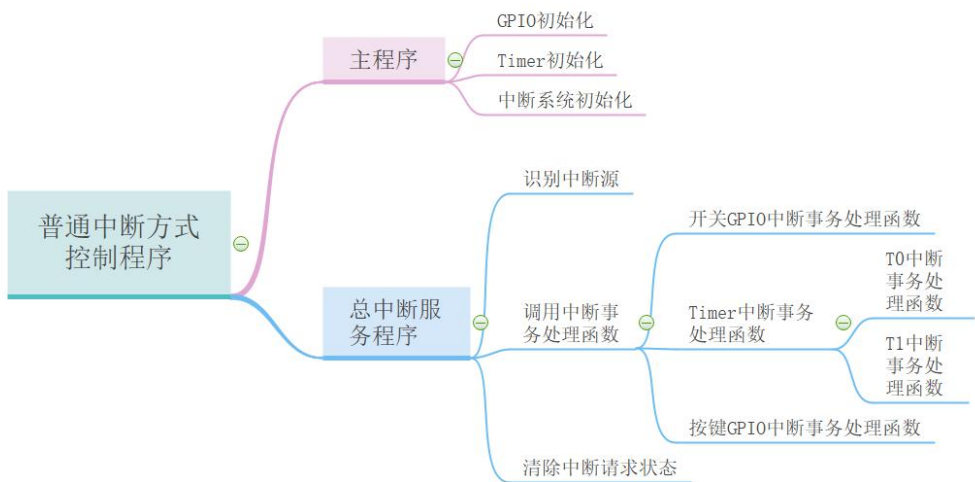 普通中断方式
控制程序
主程序
GPIO初始化
Timer初始化
中断系统初始化
总中断服
务程序
识别中断源
调用中断事
务处理函数
开关GPIO中断事务处理函数
Timer中断事务
处理函数
T0中断
事务处
理函数
T1中断
事务处
理函数
按键GPIO中断事务处理函数
清除中断请求状态